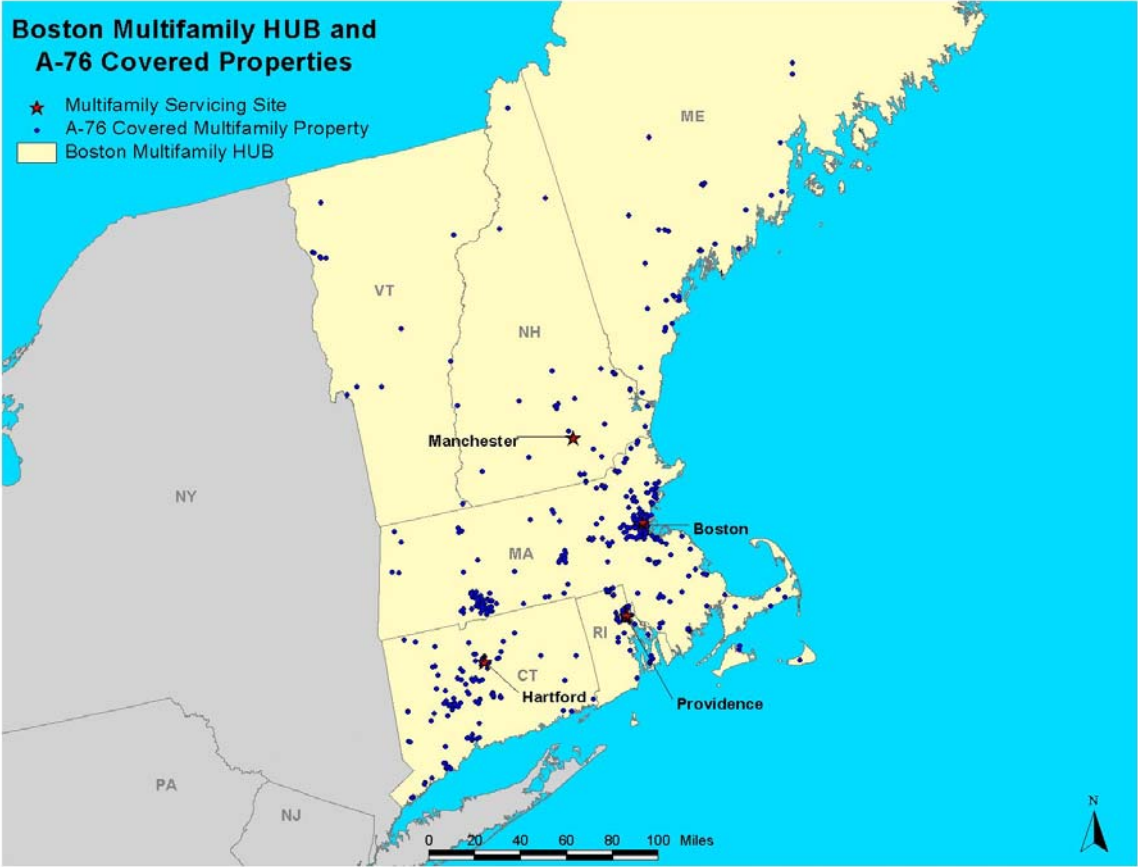 Boston Multifamily HUB and
A-76 Covered Properties
Multifamily Servicing Site
A-76 Covered Multifamily Property
Boston Multifamily HUB
ME
VT
NH
Manchester
NY
Boston
MA
RI
CT
Hartford
Providence
PA
NJ
N
0 20 40 60 80 100 Miles